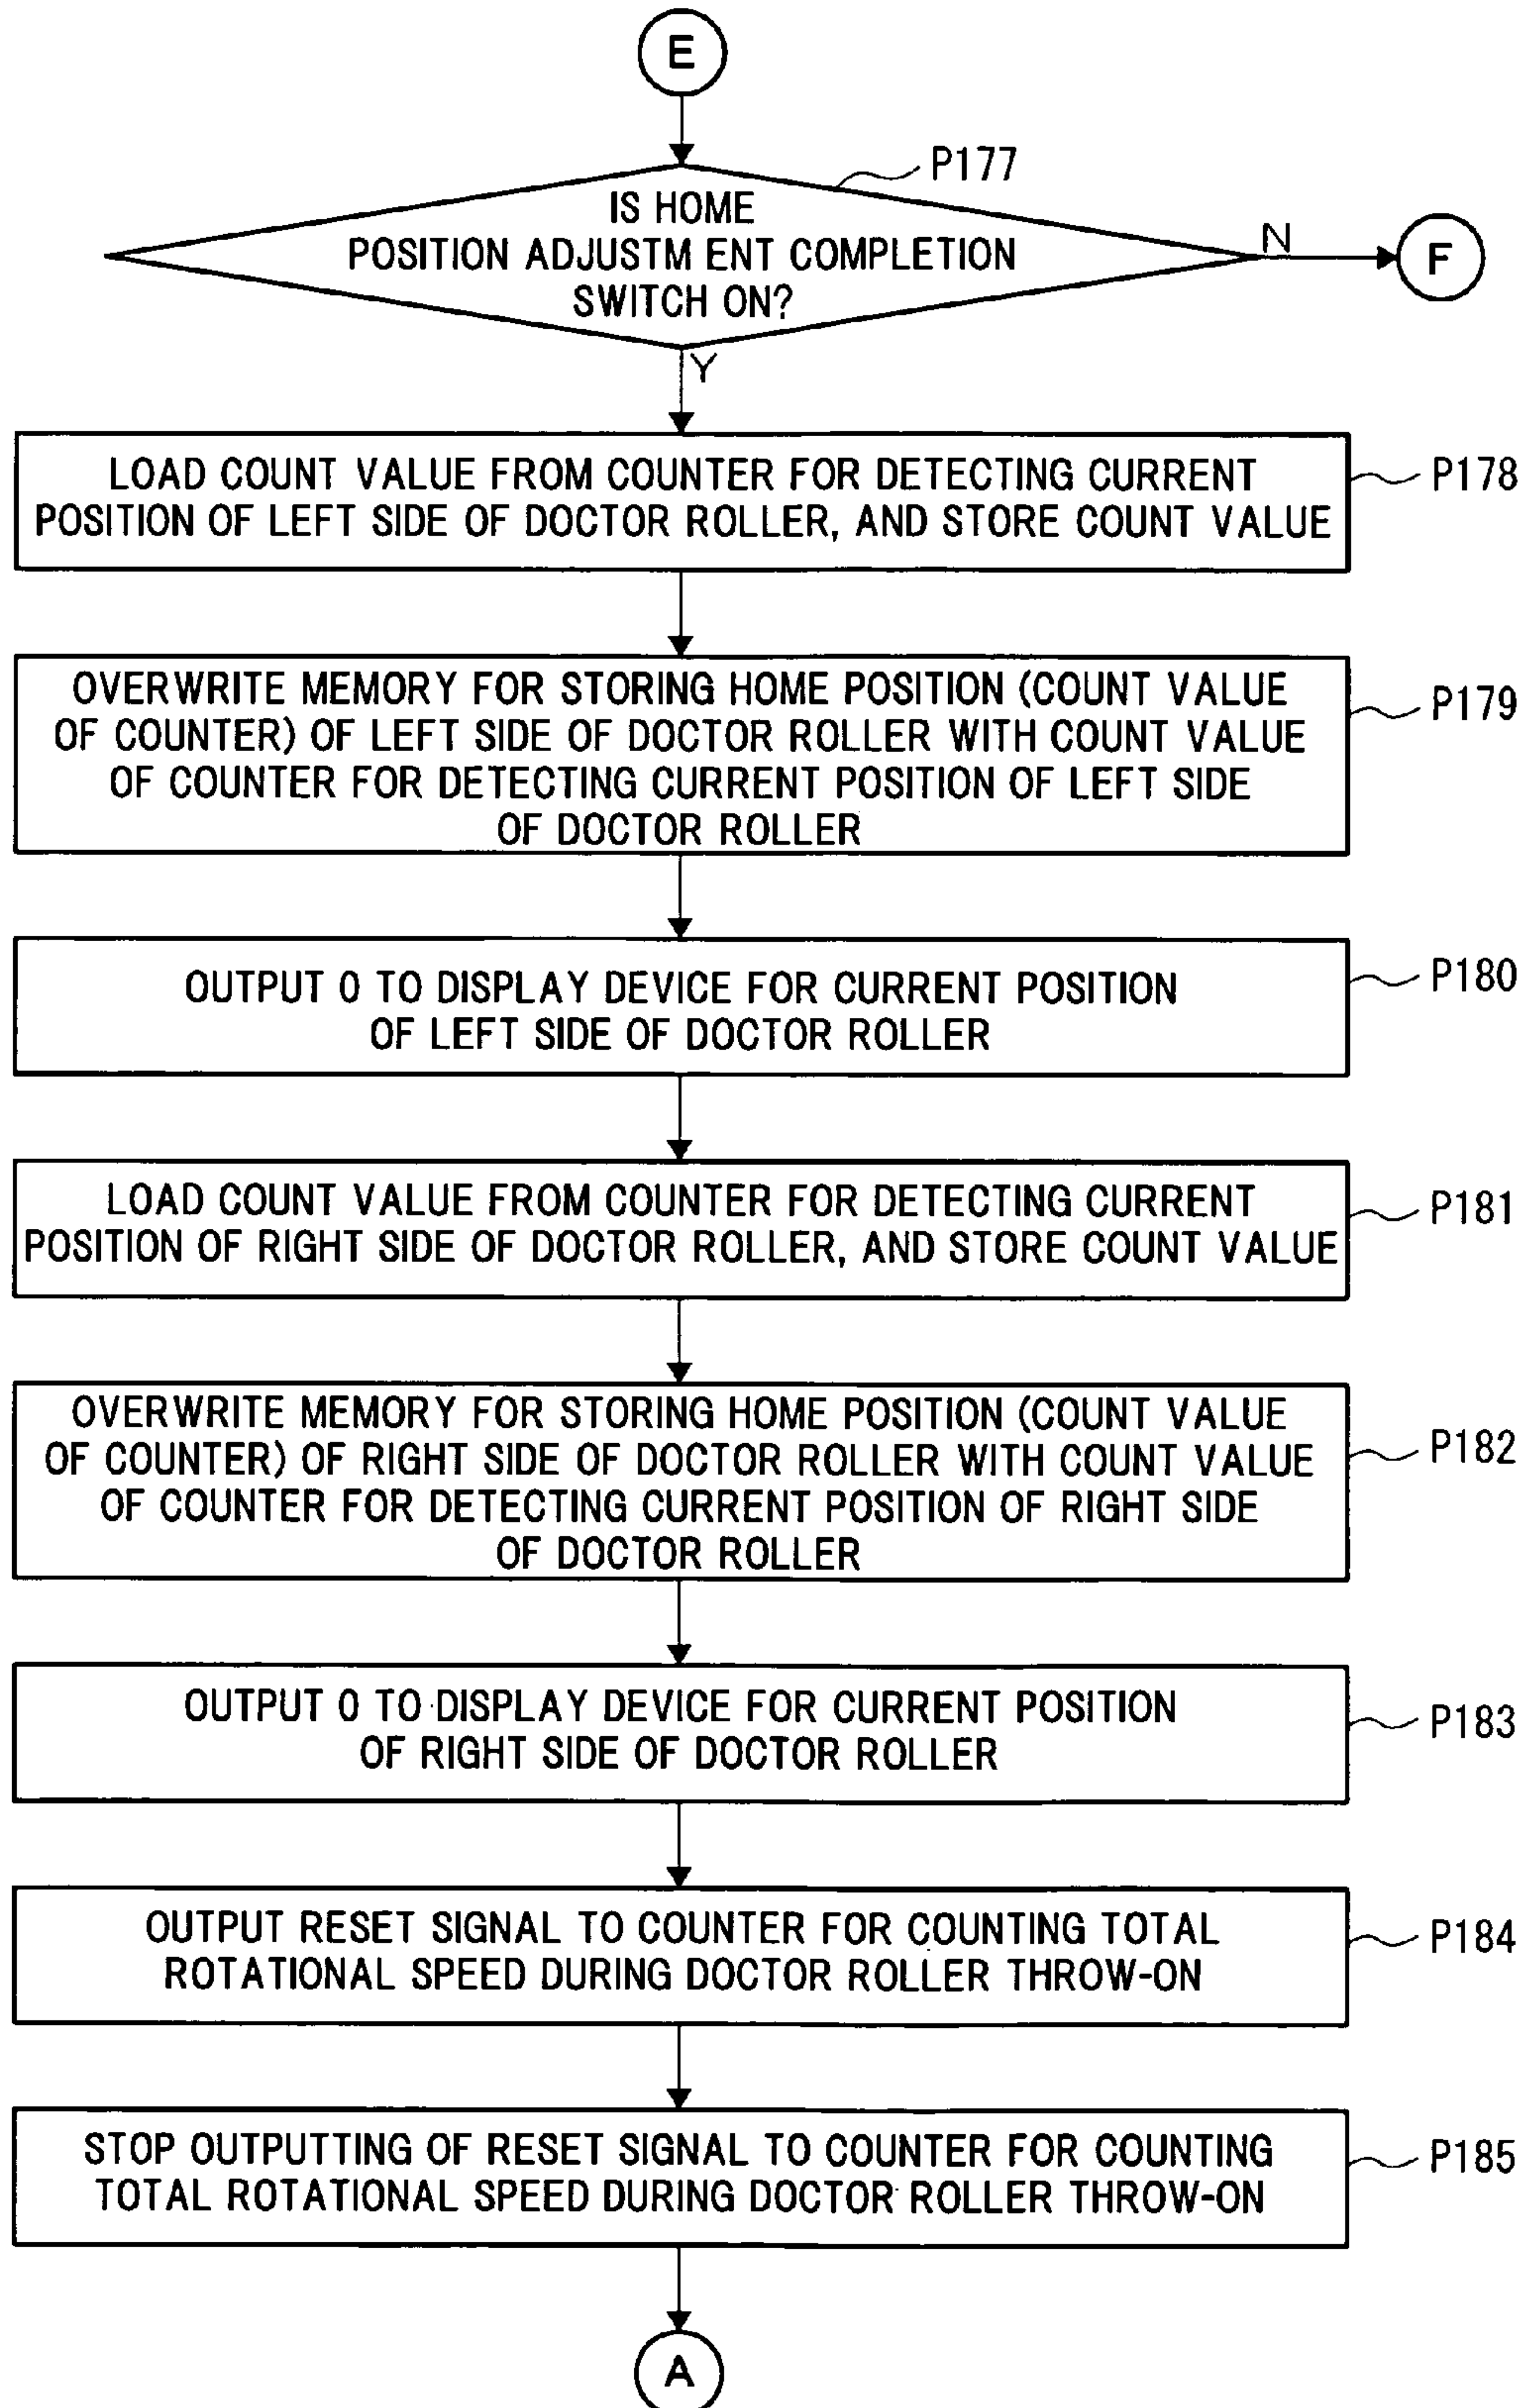 E
P177
IS HOME
POSITION ADJUSTM ENT COMPLETION
SWITCH ON?
N
F
Y
LOAD COUNT VALUE FROM COUNTER FOR DETECTING CURRENT
POSITION OF LEFT SIDE OF DOCTOR ROLLER, AND STORE COUNT VALUE
P178
OVERWRITE MEMORY FOR STORING HOME POSITION (COUNT VALUE
OF COUNTER) OF LEFT SIDE OF DOCTOR ROLLER WITH COUNT VALUE
OF COUNTER FOR DETECTING CURRENT POSITION OF LEFT SIDE
OF DOCTOR ROLLER
P179
OUTPUT 0 TO DISPLAY DEVICE FOR CURRENT POSITION
OF LEFT SIDE OF DOCTOR ROLLER
P180
LOAD COUNT VALUE FROM COUNTER FOR DETECTING CURRENT
POSITION OF RIGHT SIDE OF DOCTOR ROLLER, AND STORE COUNT VALUE
P181
OVERWRITE MEMORY FOR STORING HOME POSITION (COUNT VALUE
OF COUNTER) OF RIGHT SIDE OF DOCTOR ROLLER WITH COUNT VALUE
OF COUNTER FOR DETECTING CURRENT POSITION OF RIGHT SIDE
OF DOCTOR ROLLER
P182
OUTPUT 0 TO DISPLAY DEVICE FOR CURRENT POSITION
OF RIGHT SIDE OF DOCTOR ROLLER
P183
OUTPUT RESET SIGNAL TO COUNTER FOR COUNTING TOTAL
ROTATIONAL SPEED DURING DOCTOR ROLLER THROW-ON
P184
STOP OUTPUTTING OF RESET SIGNAL TO COUNTER FOR COUNTING
TOTAL ROTATIONAL SPEED DURING DOCTOR ROLLER THROW-ON
P185
A